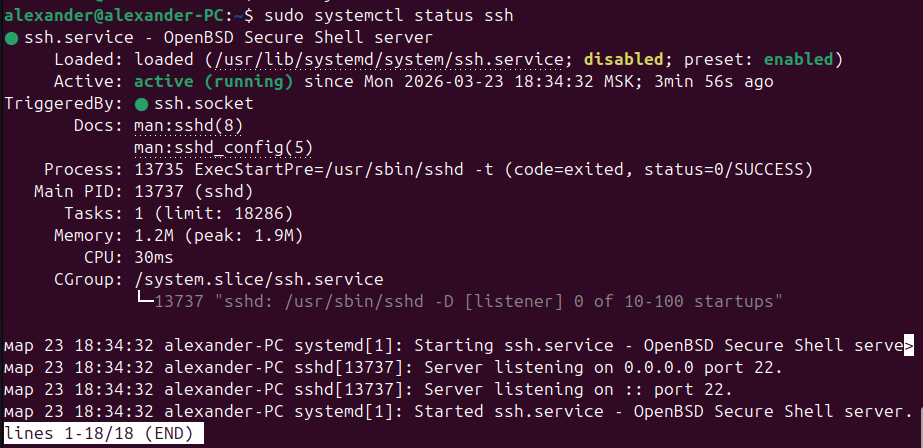 alexander@alexander-PC:~$ sudo systemctl status ssh
● ssh.service - OpenBSD Secure Shell server
     Loaded: loaded (/usr/lib/systemd/system/ssh.service; disabled; preset: enabled)
     Active: active (running) since Mon 2026-03-23 18:34:32 MSK; 3min 56s ago
TriggeredBy: ● ssh.socket
       Docs: man:sshd(8)
             man:sshd_config(5)
    Process: 13735 ExecStartPre=/usr/sbin/sshd -t (code=exited, status=0/SUCCESS)
   Main PID: 13737 (sshd)
      Tasks: 1 (limit: 18286)
     Memory: 1.2M (peak: 1.9M)
        CPU: 30ms
     CGroup: /system.slice/ssh.service
             └─13737 "sshd: /usr/sbin/sshd -D [listener] 0 of 10-100 startups"

мар 23 18:34:32 alexander-PC systemd[1]: Starting ssh.service - OpenBSD Secure Shell serve>
мар 23 18:34:32 alexander-PC sshd[13737]: Server listening on 0.0.0.0 port 22.
мар 23 18:34:32 alexander-PC sshd[13737]: Server listening on :: port 22.
мар 23 18:34:32 alexander-PC systemd[1]: Started ssh.service - OpenBSD Secure Shell server.
lines 1-18/18 (END)